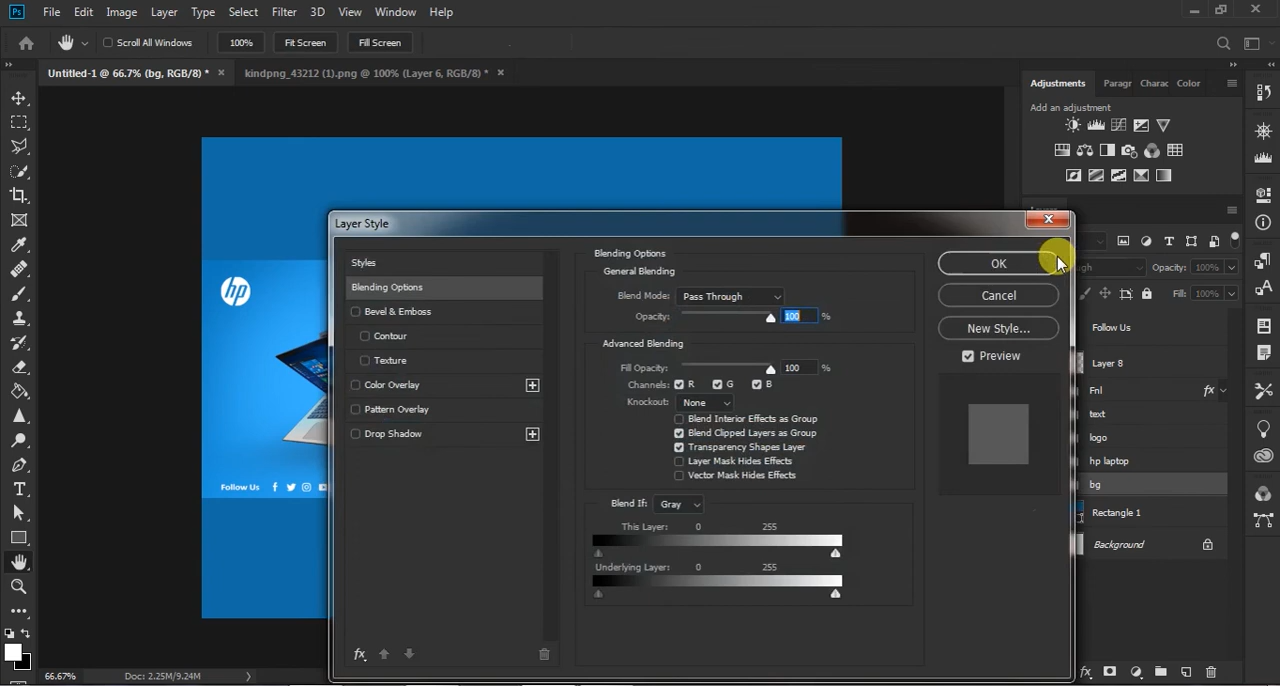 Ps File Edit Image Layer Type Select Filter 3D View Window Help
Scroll All Windows 100% Fit Screen Fill Screen
Untitled-1 @ 66.7% (bg, RGB/8) * × kindpng_43212 (1).png @ 100% (Layer 6, RGB/8) * ×
Adjustments Paragr Charac Color
Add an adjustment
Layer Style
Styles
Blending Options
Bevel & Emboss
Contour
Texture
Color Overlay
Pattern Overlay
Drop Shadow
fx
Blending Options
General Blending
Blend Mode: Pass Through
Opacity: 100 %
Advanced Blending
Fill Opacity: 100 %
Channels: R G B
Knockout: None
Blend Interior Effects as Group
Blend Clipped Layers as Group
Transparency Shapes Layer
Layer Mask Hides Effects
Vector Mask Hides Effects
Blend If: Gray
This Layer: 0 255
Underlying Layer: 0 255
OK
Cancel
New Style...
Preview
Opacity: 100%
Fill: 100%
Follow Us
Layer 8
Fnl fx
text
logo
hp laptop
bg
Rectangle 1
Background
fx
hp
Follow Us
66.67% Doc: 2.25M/9.24M